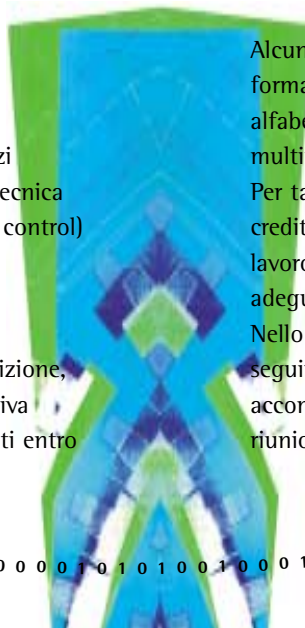 zi
ecnica
control)
izione,
iva
ti entro
Alcun
forma
alfabe
multi
Per ta
credit
lavoro
adegu
Nello
seguit
accon
riunio
0 0 0 0 1 0 1 0 1 0 0 1 0 0 0 1